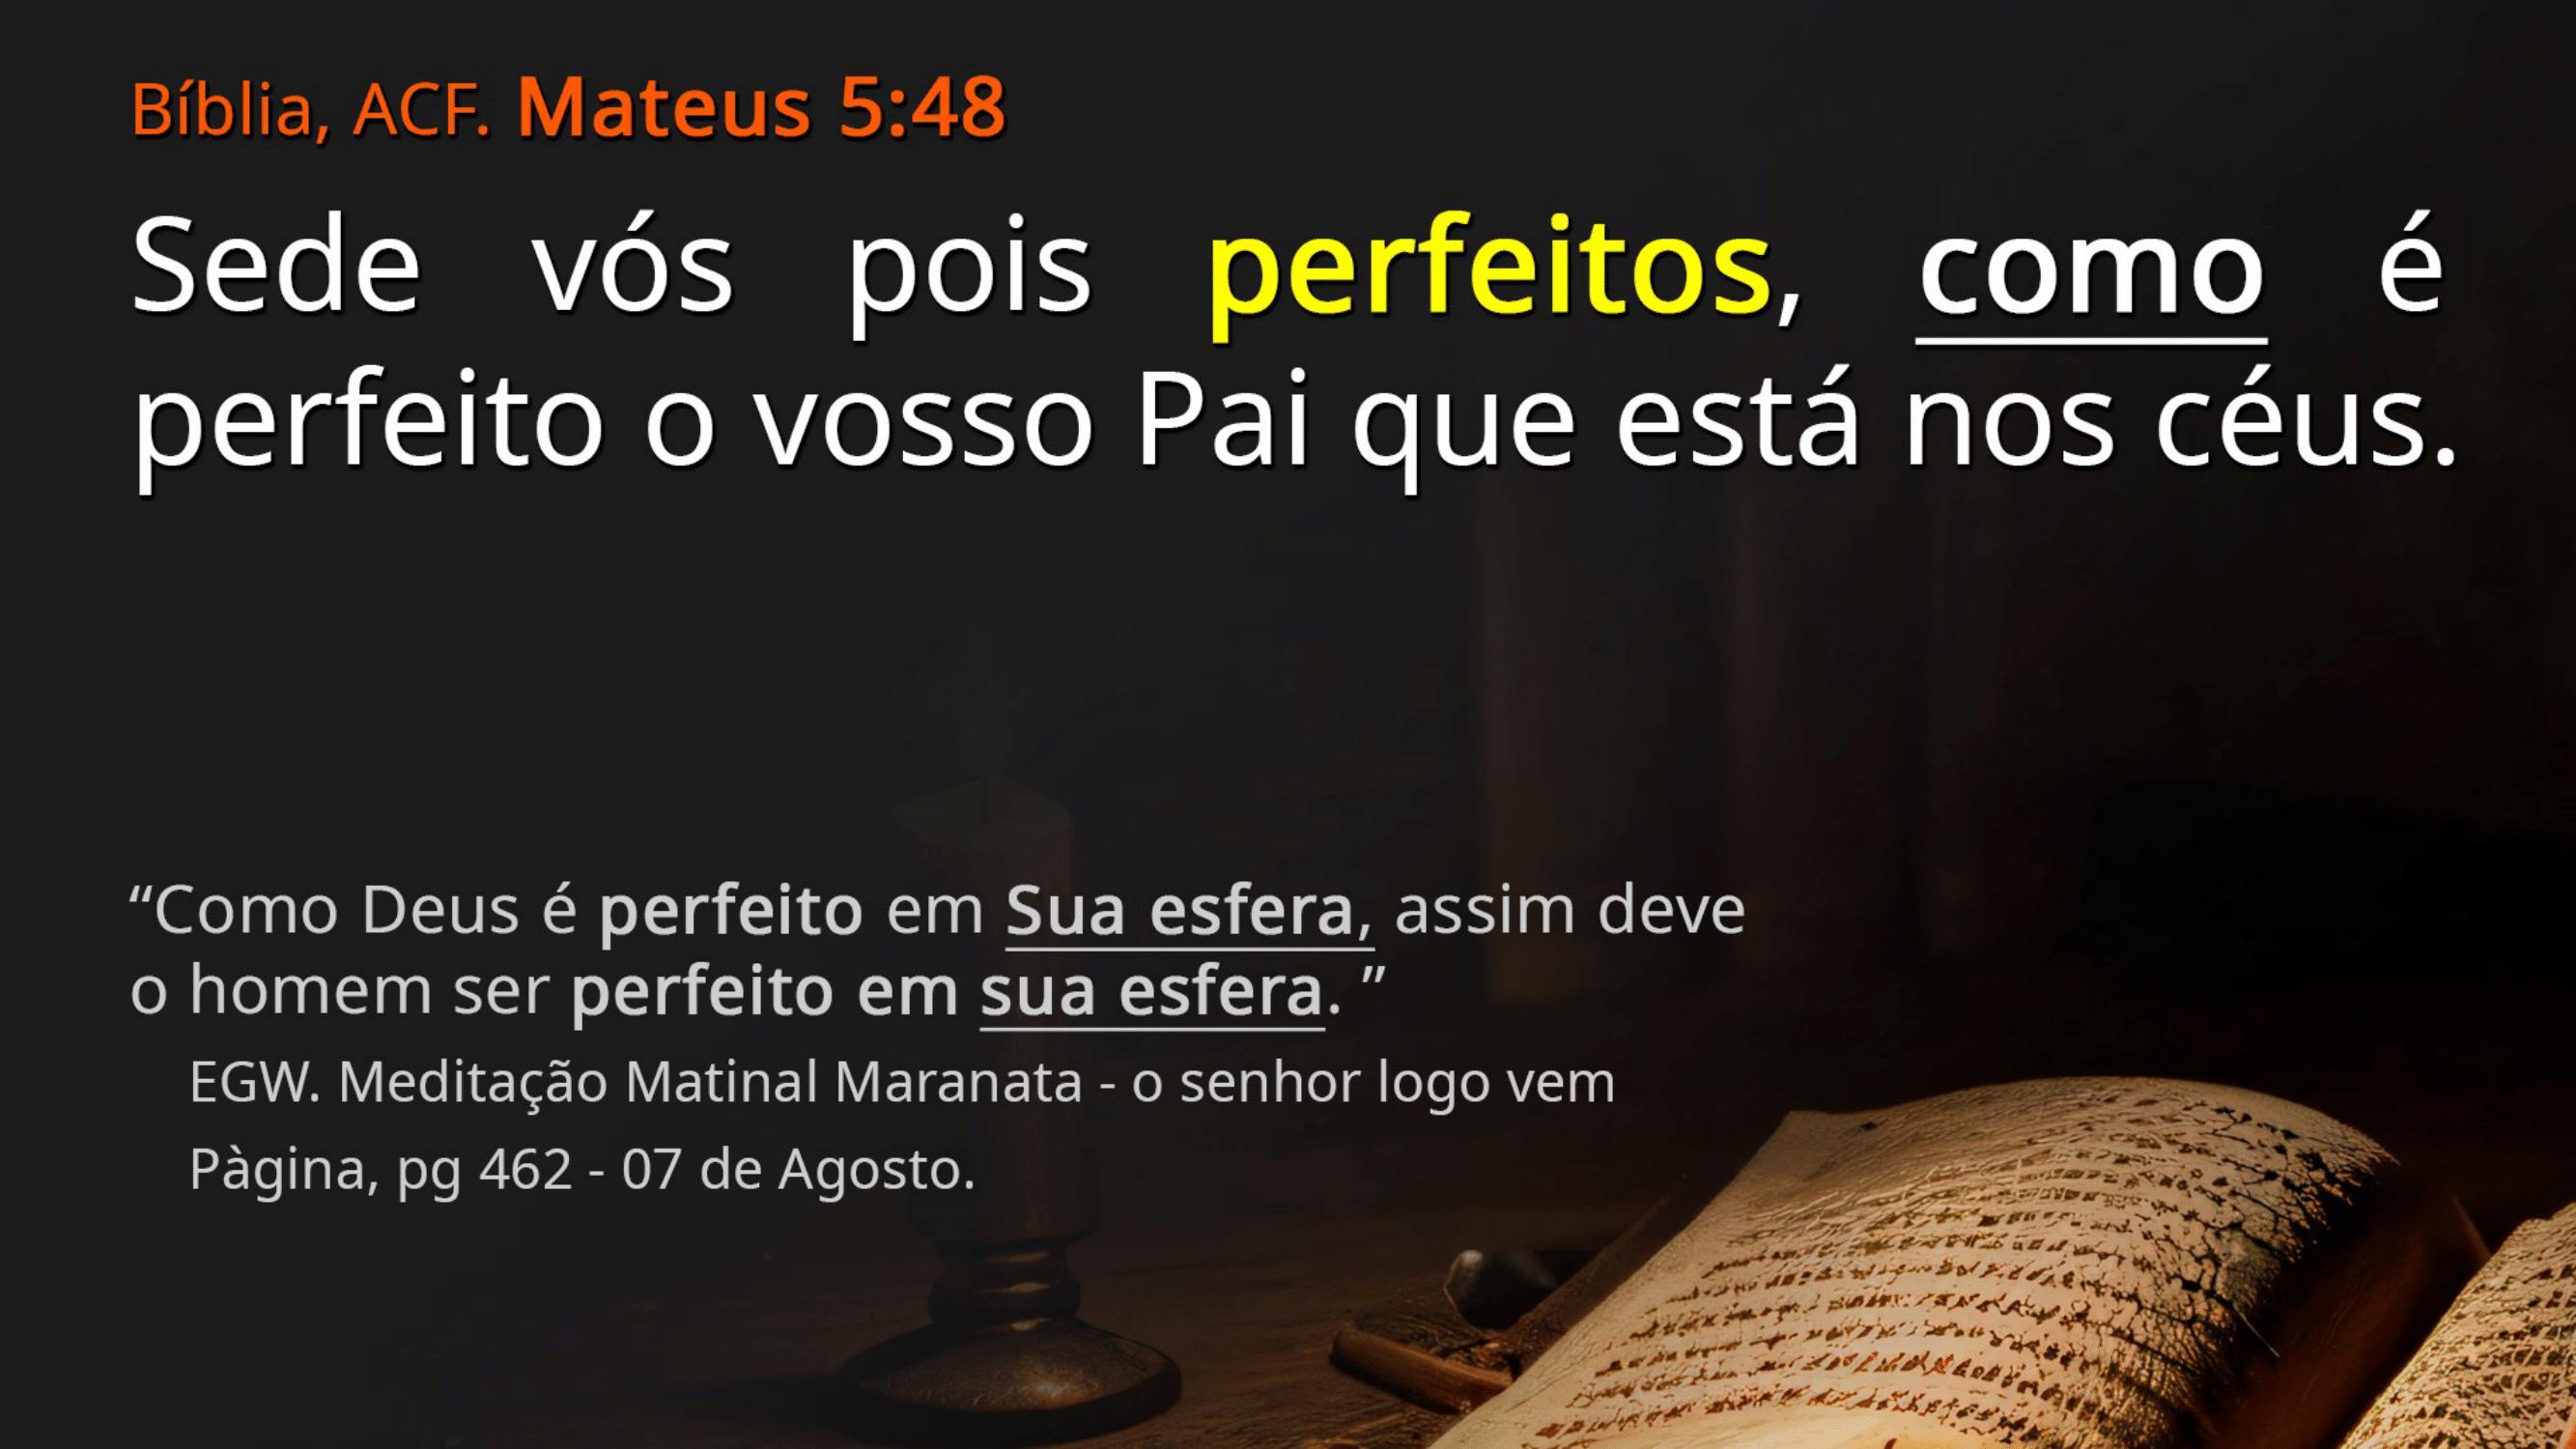 Bíblia, ACF. Mateus 5:48
Sede vós pois perfeitos, como é
perfeito o vosso Pai que está nos céus.
“Como Deus é perfeito em Sua esfera, assim deve
o homem ser perfeito em sua esfera. ”
EGW. Meditação Matinal Maranata - o senhor logo vem
Pàgina, pg 462 - 07 de Agosto.